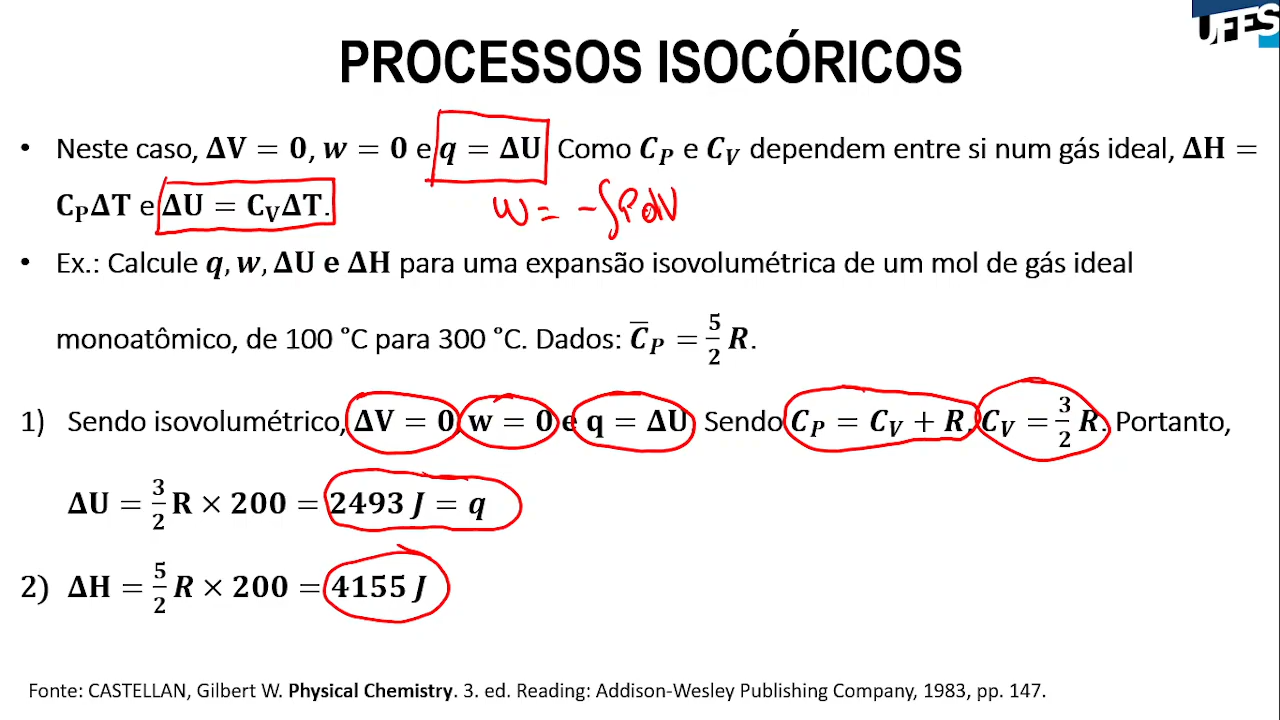 UFES
PROCESSOS ISOCÓRICOS
• Neste caso, ΔV = 0, w = 0 e q = ΔU. Como C_P e C_V dependem entre si num gás ideal, ΔH =
C_PΔT e ΔU = C_VΔT.
w = -∫PdV
• Ex.: Calcule q, w, ΔU e ΔH para uma expansão isovolumétrica de um mol de gás ideal
monoatômico, de 100 °C para 300 °C. Dados: C̅_P = 5/2 R.
1) Sendo isovolumétrico, ΔV = 0, w = 0 e q = ΔU. Sendo C_P = C_V + R, C_V = 3/2 R. Portanto,
ΔU = 3/2 R × 200 = 2493 J = q
2) ΔH = 5/2 R × 200 = 4155 J
Fonte: CASTELLAN, Gilbert W. Physical Chemistry. 3. ed. Reading: Addison-Wesley Publishing Company, 1983, pp. 147.